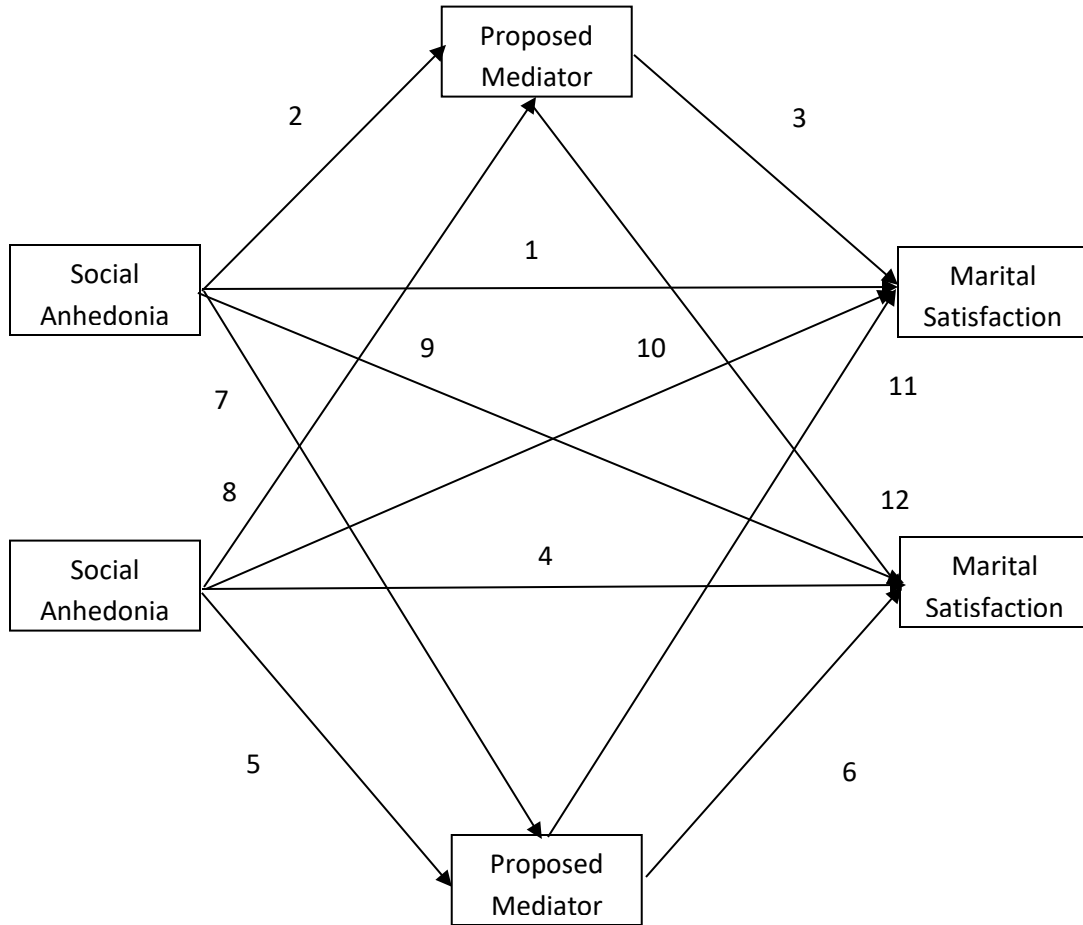 Proposed
Mediator
2
3
1
Social
Anhedonia
Marital
Satisfaction
9
10
7
11
8
12
4
Social
Anhedonia
Marital
Satisfaction
5
6
Proposed
Mediator